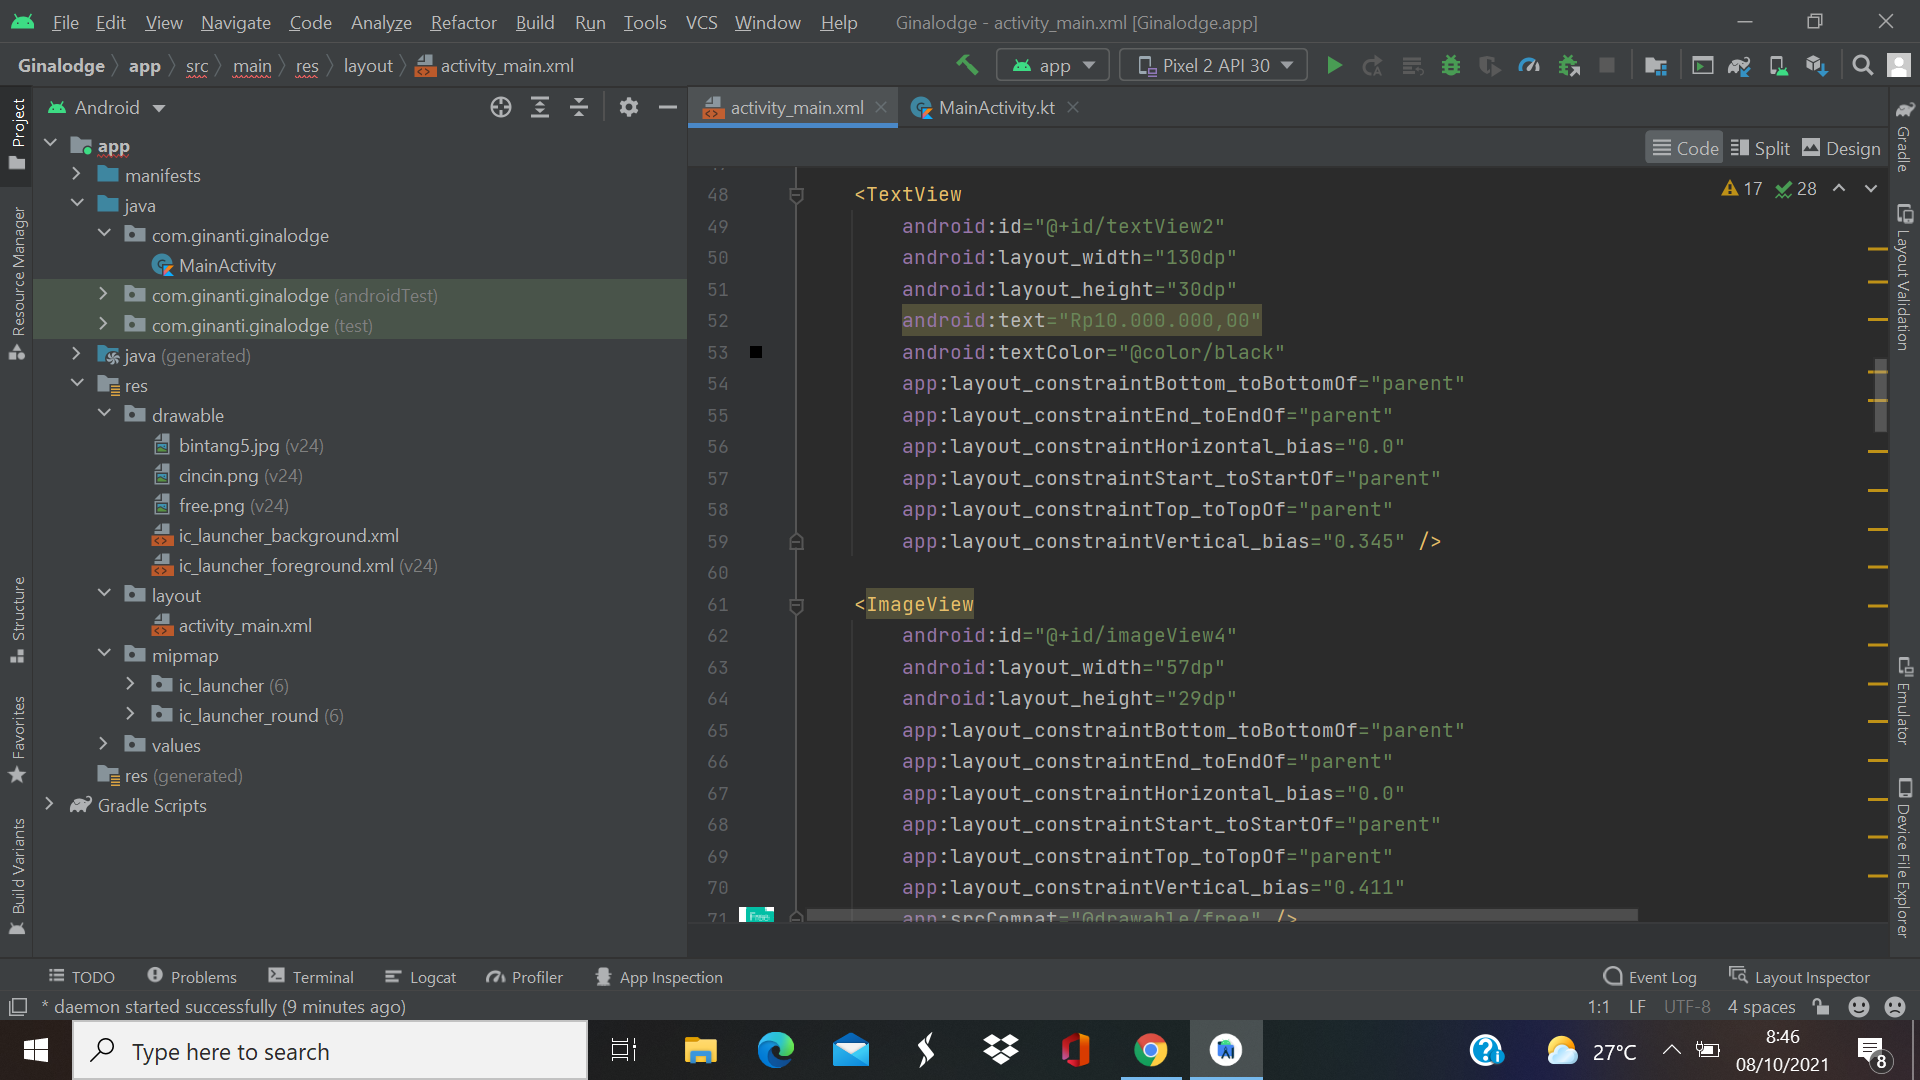 File Edit View Navigate Code Analyze Refactor Build Run Tools VCS Window Help Ginalodge - activity_main.xml [Ginalodge.app]
Ginalodge app src main res layout activity_main.xml app Pixel 2 API 30
Project
Resource Manager
Structure
Favorites
Build Variants
Android
app
manifests
java
com.ginanti.ginalodge
MainActivity
com.ginanti.ginalodge (androidTest)
com.ginanti.ginalodge (test)
java (generated)
res
drawable
bintang5.jpg (v24)
cincin.png (v24)
free.png (v24)
ic_launcher_background.xml
ic_launcher_foreground.xml (v24)
layout
activity_main.xml
mipmap
ic_launcher (6)
ic_launcher_round (6)
values
res (generated)
Gradle Scripts
activity_main.xml MainActivity.kt
Code Split Design
17 28
48 <TextView
49 android:id="@+id/textView2"
50 android:layout_width="130dp"
51 android:layout_height="30dp"
52 android:text="Rp10.000.000,00"
53 android:textColor="@color/black"
54 app:layout_constraintBottom_toBottomOf="parent"
55 app:layout_constraintEnd_toEndOf="parent"
56 app:layout_constraintHorizontal_bias="0.0"
57 app:layout_constraintStart_toStartOf="parent"
58 app:layout_constraintTop_toTopOf="parent"
59 app:layout_constraintVertical_bias="0.345" />
60
61 <ImageView
62 android:id="@+id/imageView4"
63 android:layout_width="57dp"
64 android:layout_height="29dp"
65 app:layout_constraintBottom_toBottomOf="parent"
66 app:layout_constraintEnd_toEndOf="parent"
67 app:layout_constraintHorizontal_bias="0.0"
68 app:layout_constraintStart_toStartOf="parent"
69 app:layout_constraintTop_toTopOf="parent"
70 app:layout_constraintVertical_bias="0.411"
71 Free app:srcCompat="@drawable/free" />
Gradle
Layout Validation
Emulator
Device File Explorer
TODO Problems Terminal Logcat Profiler App Inspection Event Log Layout Inspector
* daemon started successfully (9 minutes ago) 1:1 LF UTF-8 4 spaces
Type here to search 27°C 8:46
08/10/2021 8